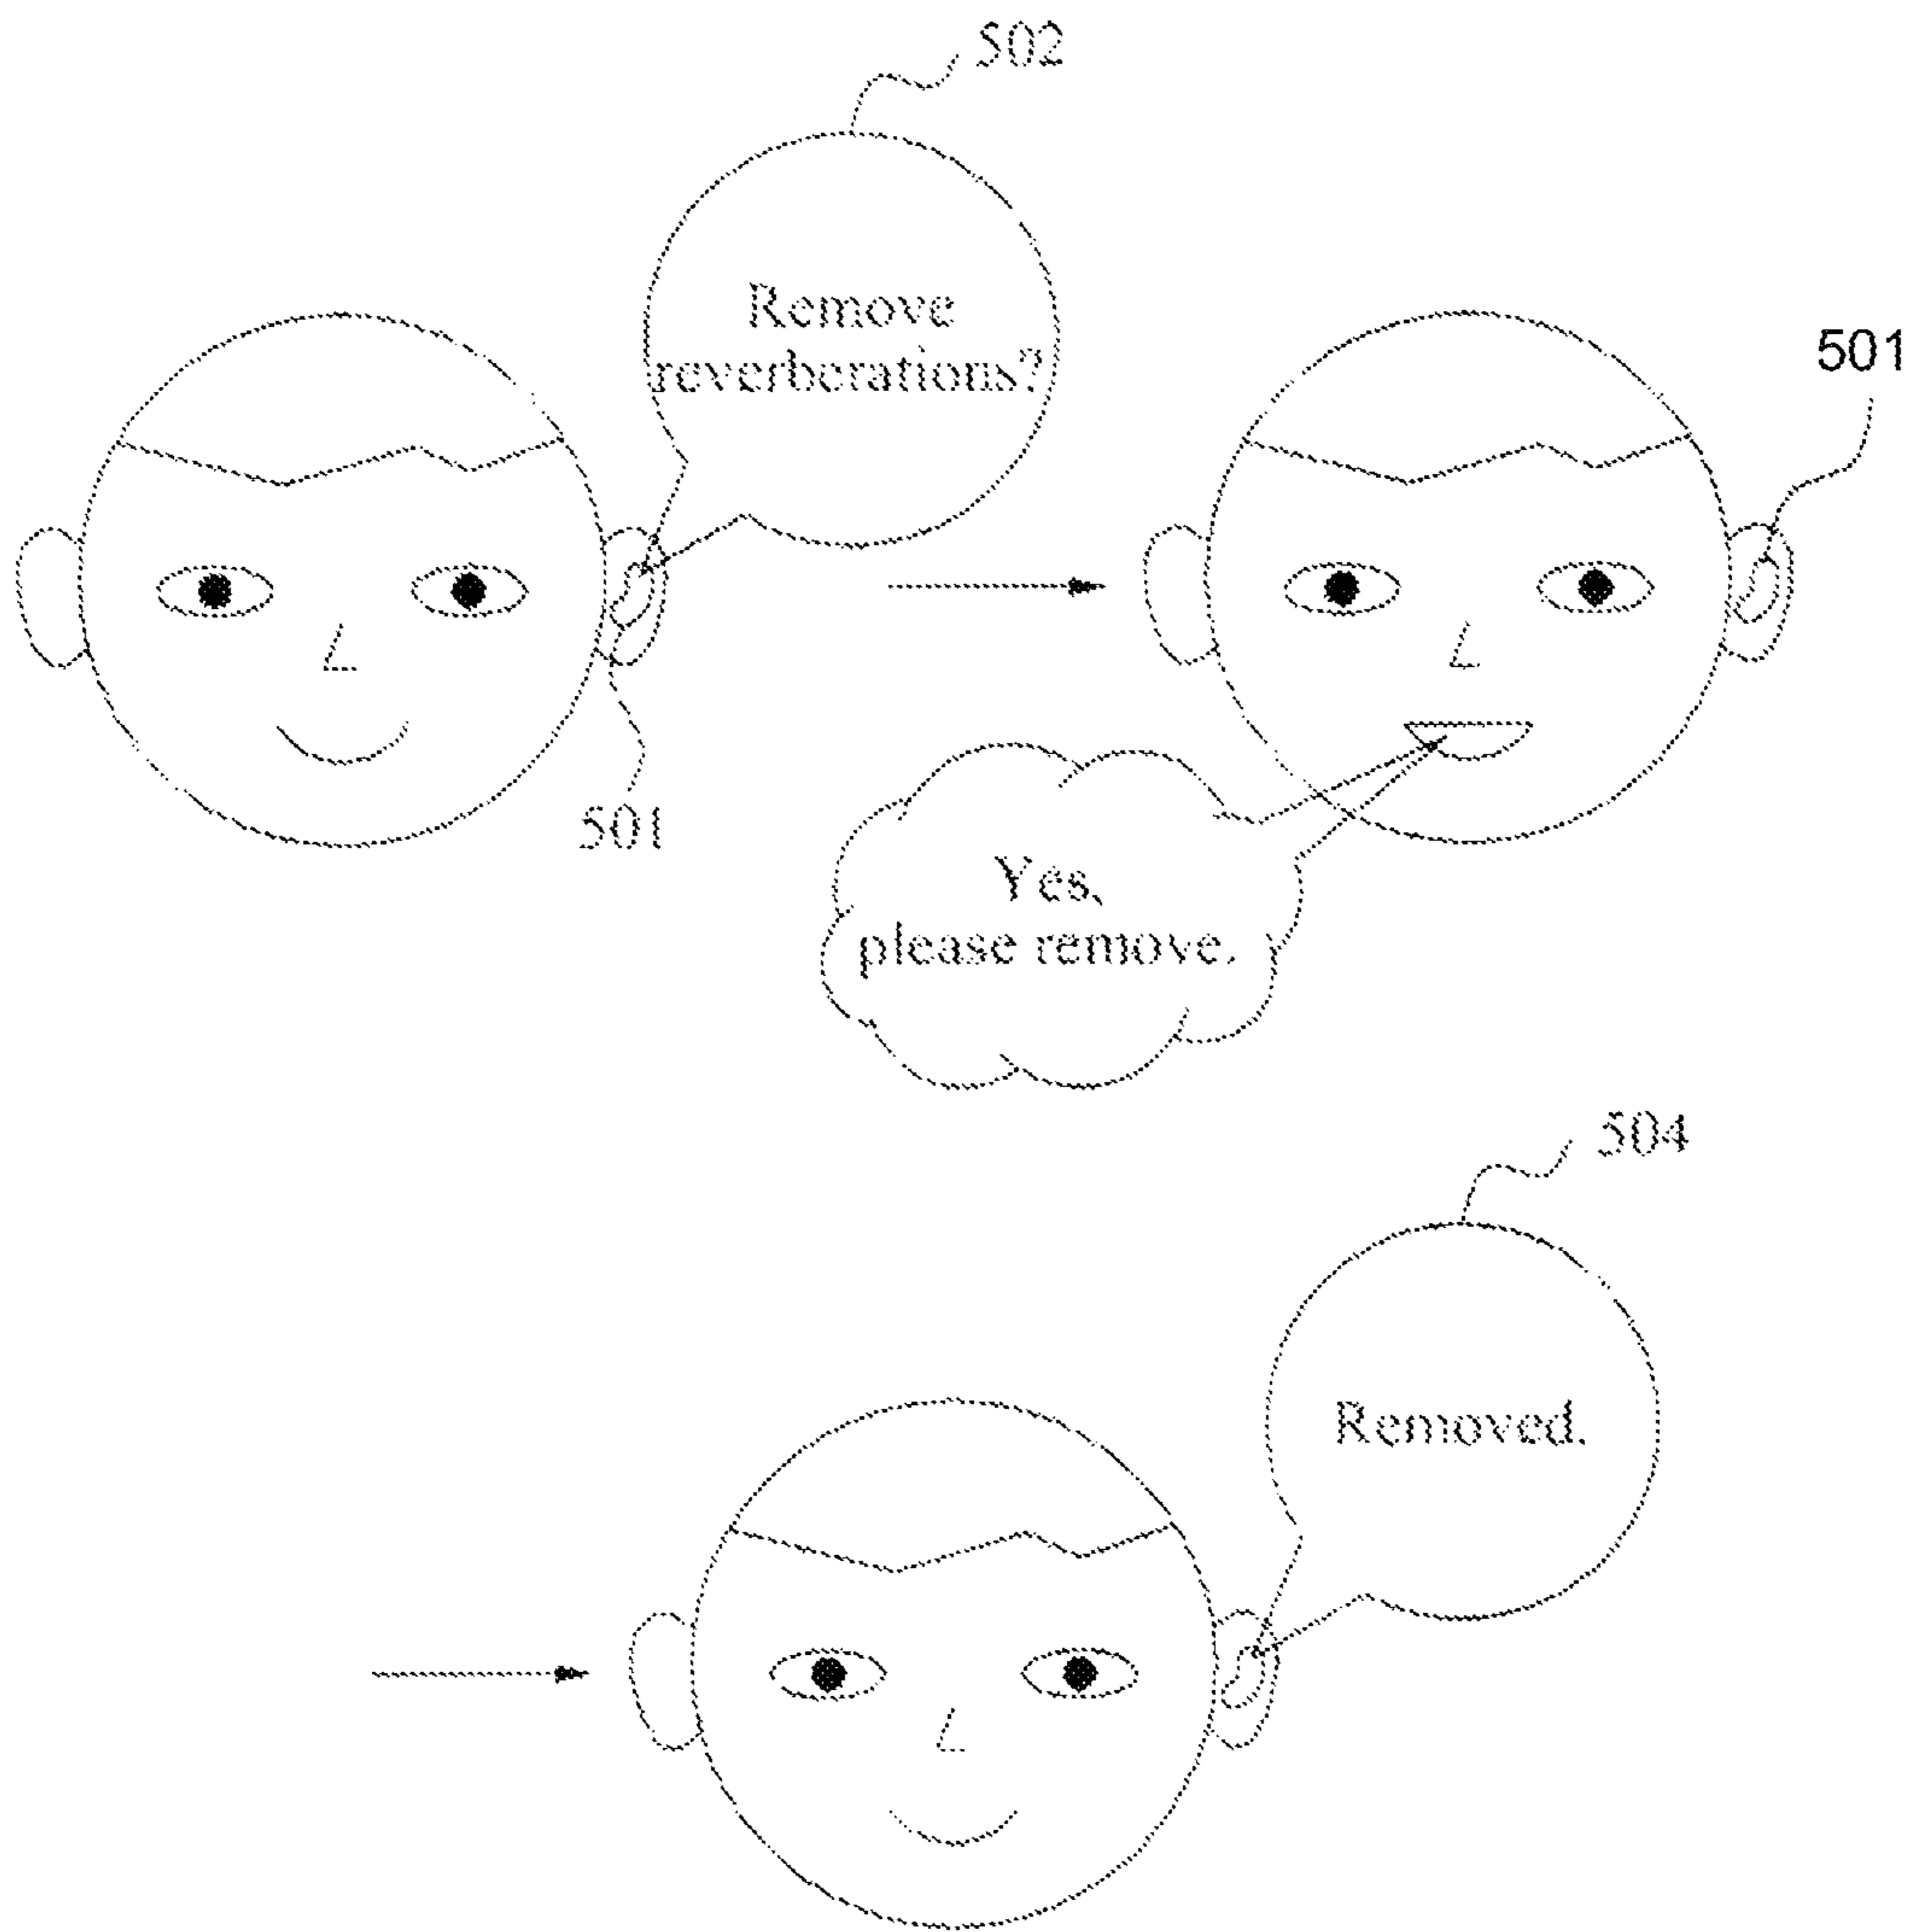 502
Remove
reverberations?
501
501
Yes,
please remove.
504
Removed.